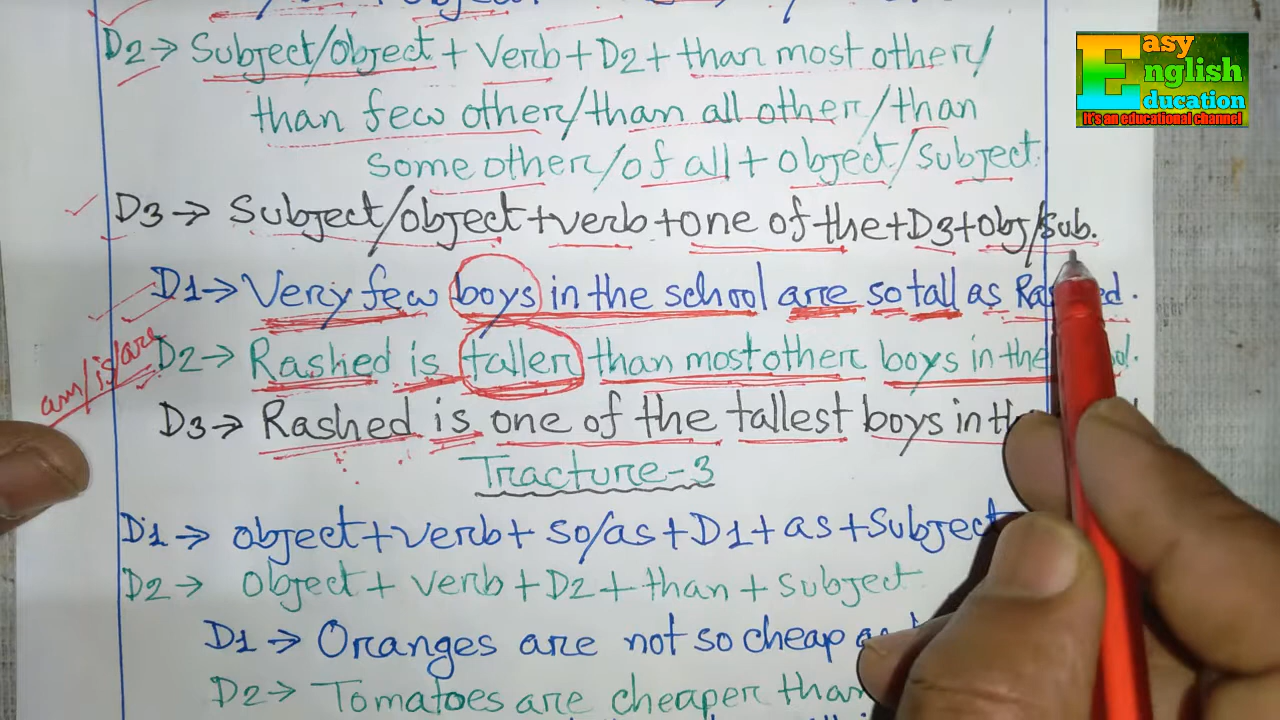 D2→ Subject/object + verb + D2 + than most other/
than few other/than all other/than
some other/of all + object/subject.
D3→ Subject/object+verb+one of the+D3+obj/sub.
D1→ Very few boys in the school are so tall as
D2→ Rashed is taller than most other boys in the
am/is/are
D3→ Rashed is one of the tallest boys in
Tracture-3
D1→ object+verb+so/as+D1+as+Subject
D2→ object + verb + D2 + than + subject
D1→ Oranges are not so cheap
D2→ Tomatoes are cheaper than
Easy
English
Education
It's an educational channel